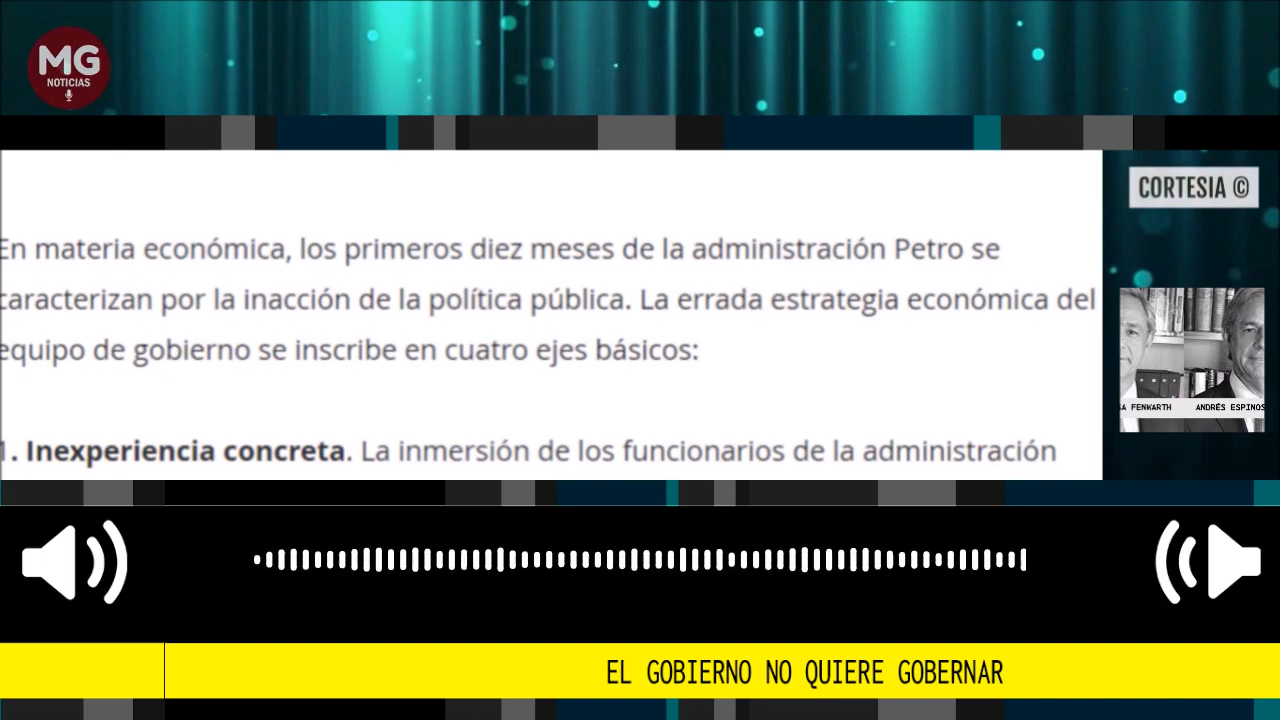 MG
NOTICIAS
CORTESIA ©
En materia económica, los primeros diez meses de la administración Petro se
caracterizan por la inacción de la política pública. La errada estrategia económica del
equipo de gobierno se inscribe en cuatro ejes básicos:
1. Inexperiencia concreta. La inmersión de los funcionarios de la administración
SA FENWARTH ANDRÉS ESPINOS
EL GOBIERNO NO QUIERE GOBERNAR